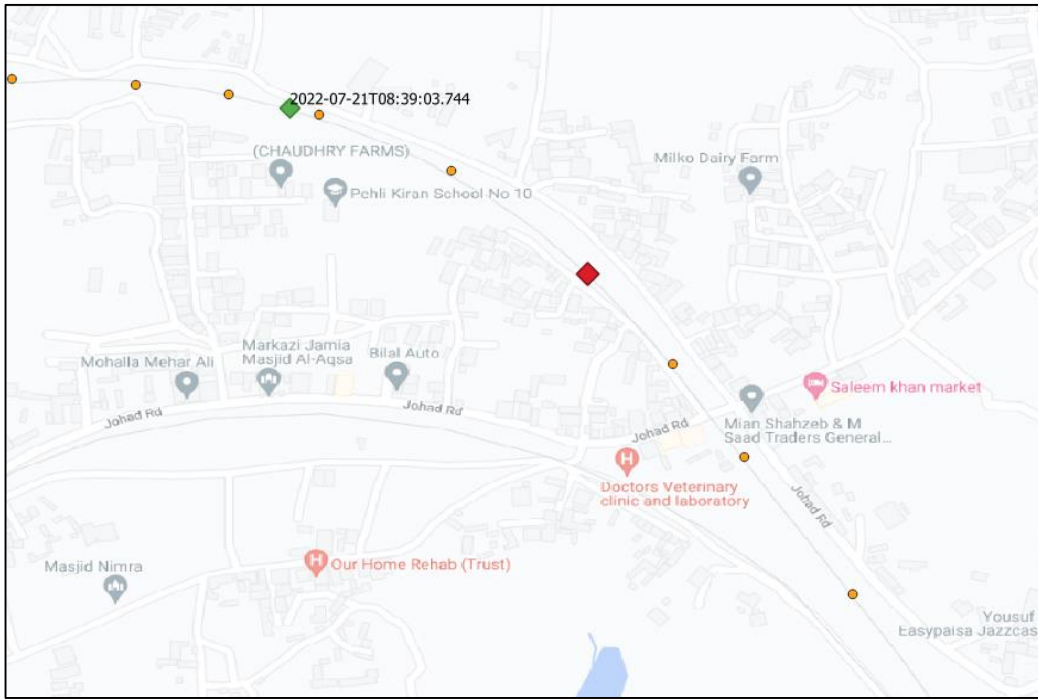 2022-07-21T08:39:03.744
(CHAUDHRY FARMS)
Milko Dairy Farm
Pehli Kiran School No 10
Markazi Jamia
Masjid Al-Aqsa
Bilal Auto
Mohalla Mehar Ali
Saleem khan market
Johad Rd
Johad Rd
Johad Rd
Mian Shahzeb & M
Saad Traders General...
Doctors Veterinary
clinic and laboratory
Johad Rd
Masjid Nimra
Our Home Rehab (Trust)
Yousuf
Easypaisa Jazzcas